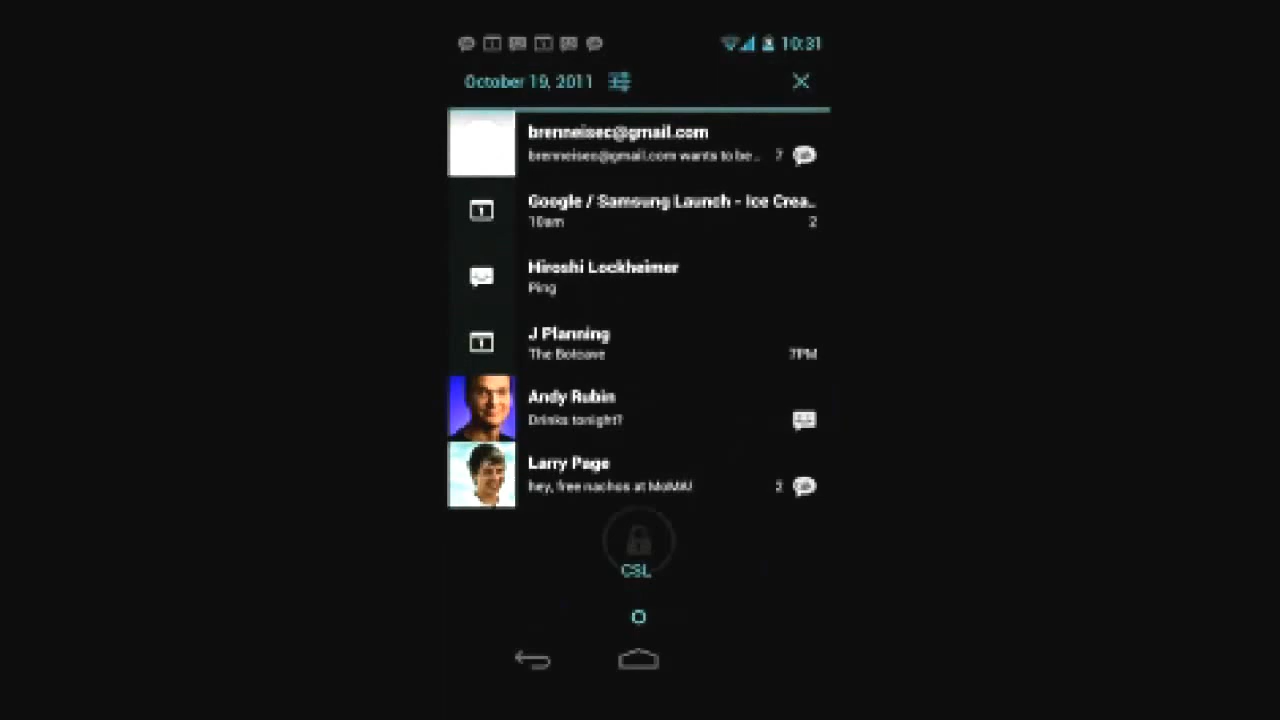 10:31
October 19, 2011
brenneisec@gmail.com
brenneisec@gmail.com wants to be... 7
Google / Samsung Launch - Ice Crea...
10am 2
Hiroshi Lockheimer
Ping
J Planning
The Botcave 7PM
Andy Rubin
Drinks tonight?
Larry Page
hey, free nachos at MoMA! 2
CSL